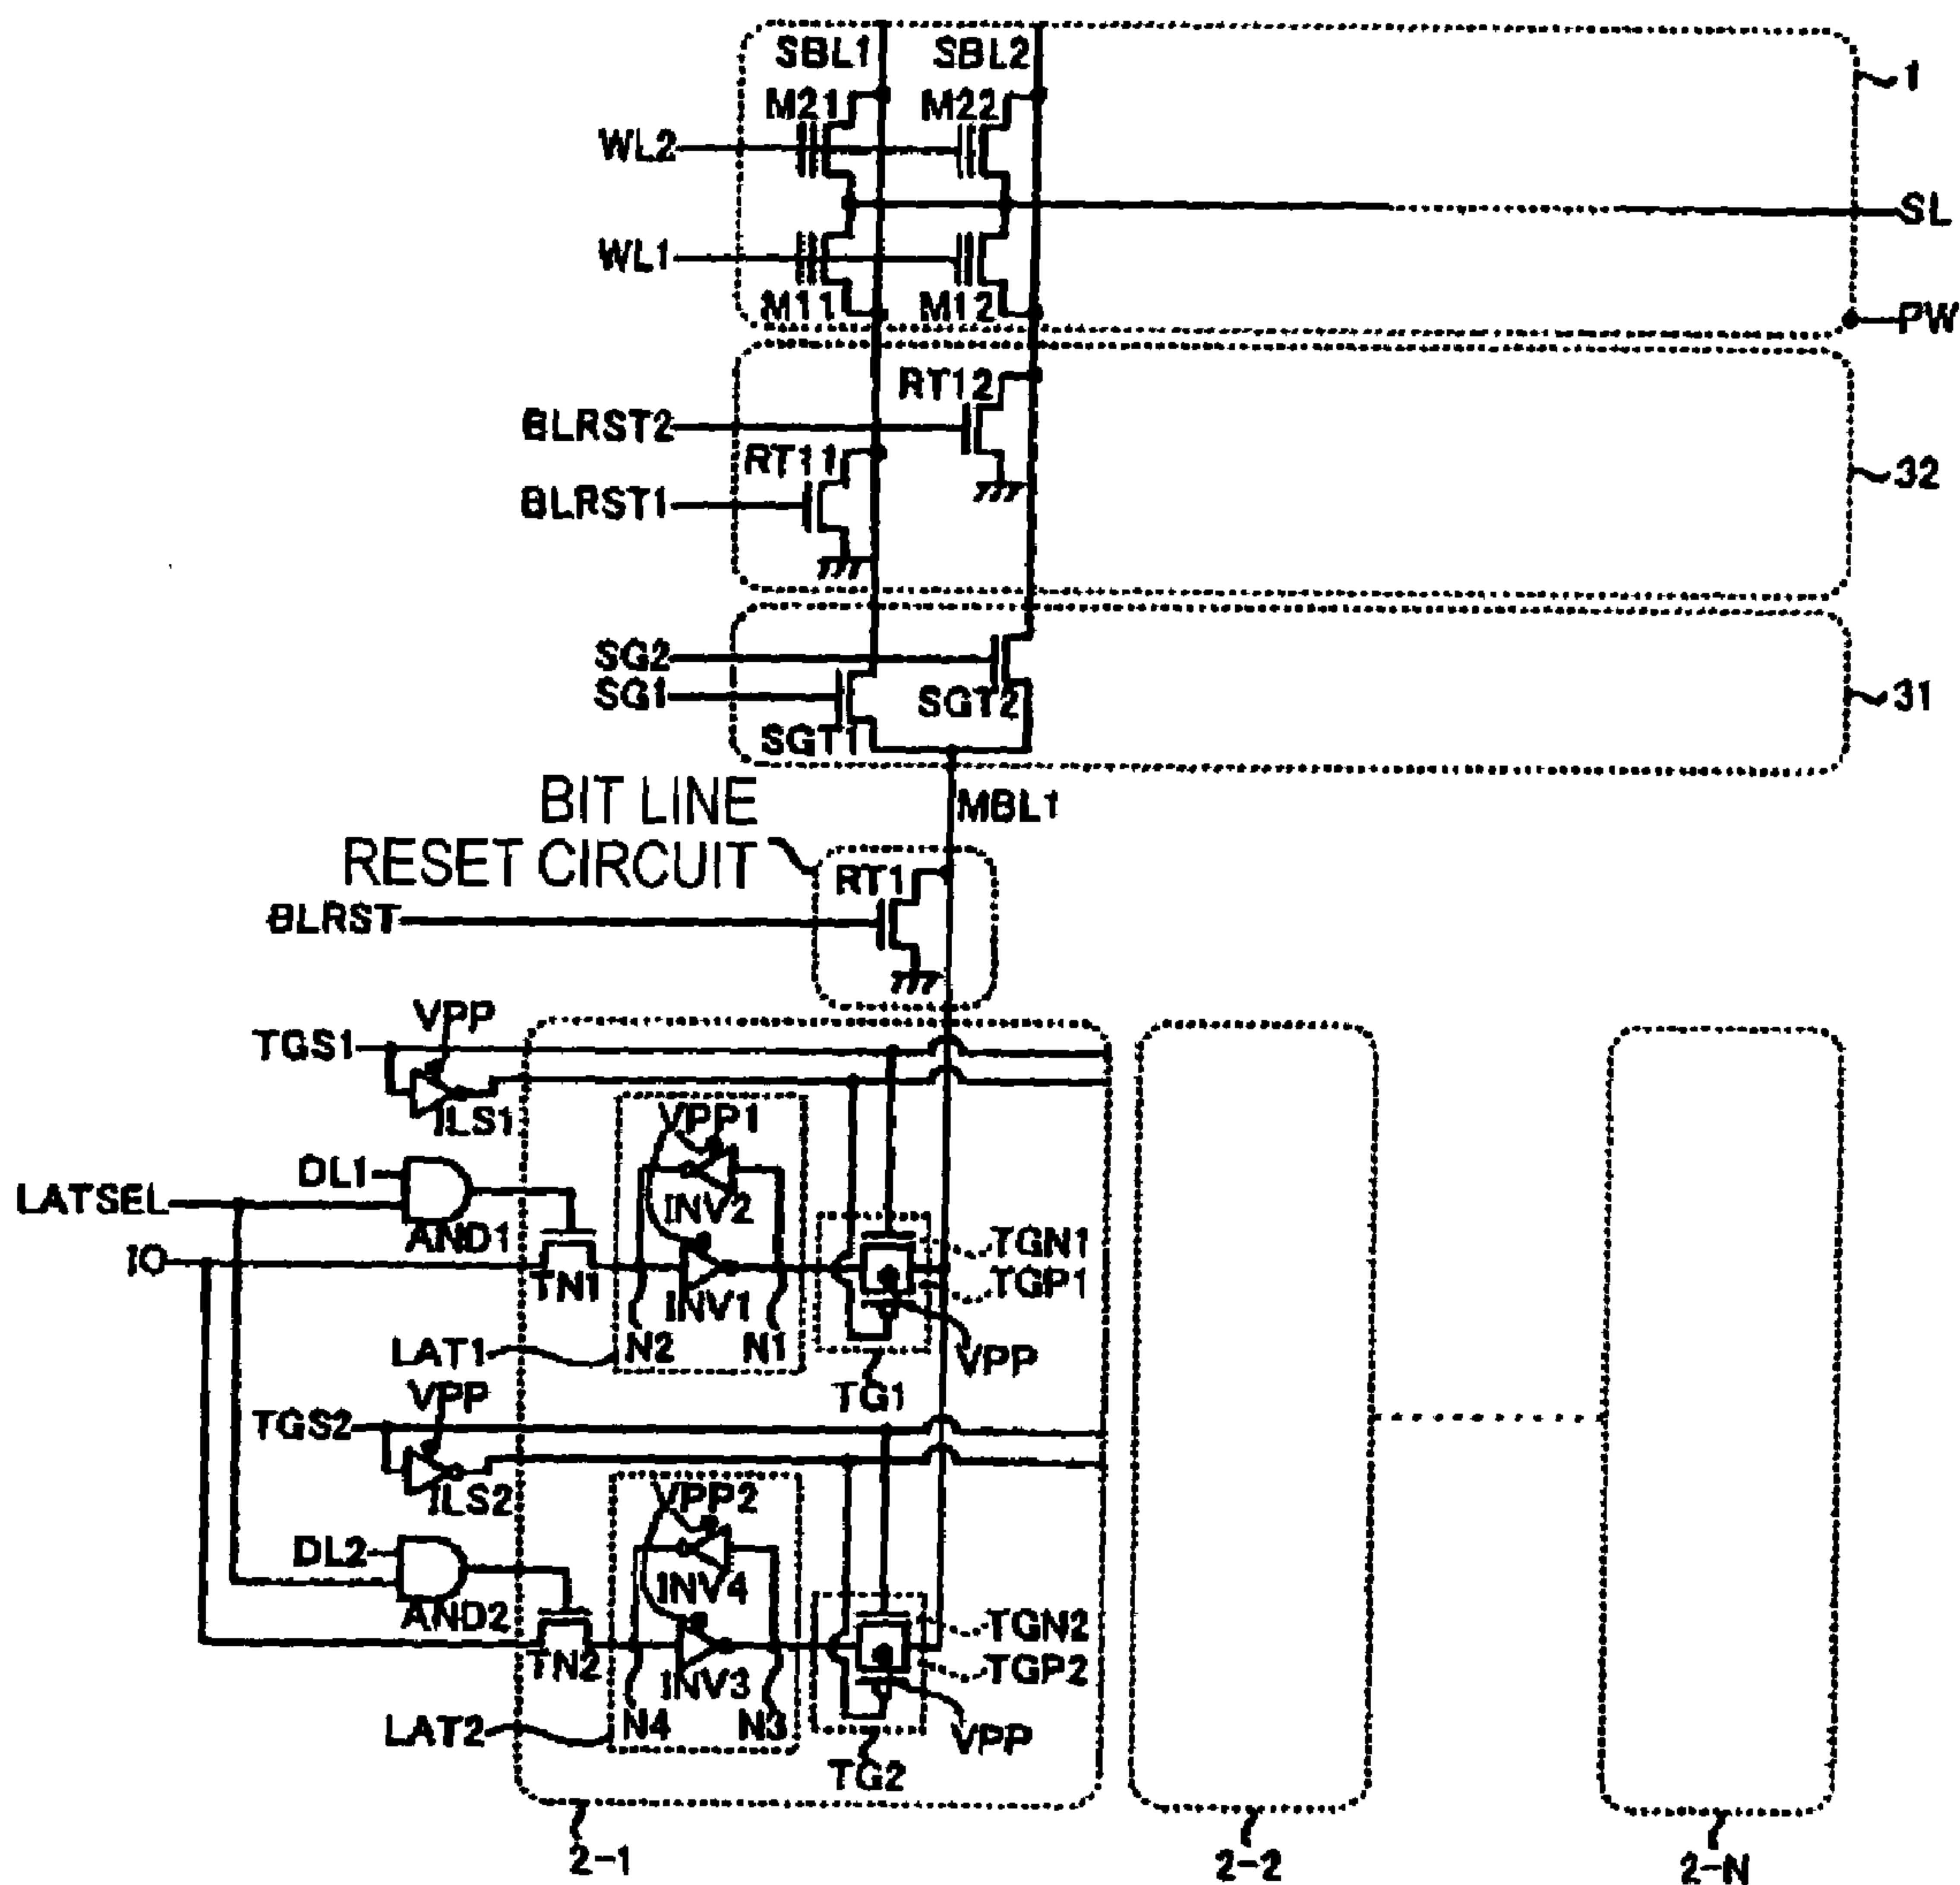 SBL1 SBL2
1
M21 M22
WL2
SL
WL1
M11 M12
PW
RT12
BLRST2
RT11
32
BLRST1
SG2
SG1
SGT2
31
SGT1
BIT LINE
RESET CIRCUIT
MBL1
RT1
BLRST
VPP
TGS1
ILS1
VPP1
DL1
LATSEL
INV2
AND1
TGN1
IO
TN1
INV1
TGP1
LAT1
N2
N1
VPP
VPP
TG1
TGS2
VPP2
ILS2
DL2
INV4
AND2
TGN2
TN2
INV3
TGP2
LAT2
N4
N3
VPP
TG2
2-1
2-2
2-N